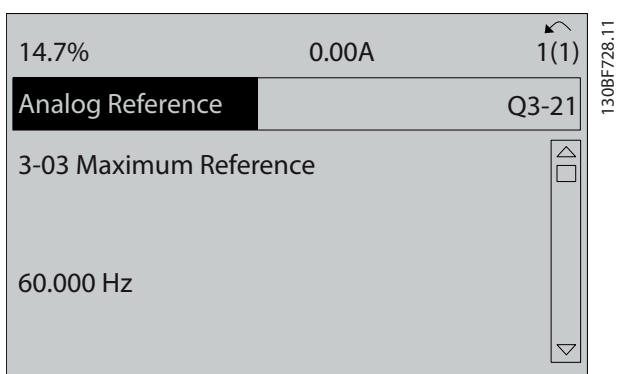 14.7% 0.00A 1(1)
Analog Reference Q3-21
3-03 Maximum Reference
60.000 Hz
130BF728.11